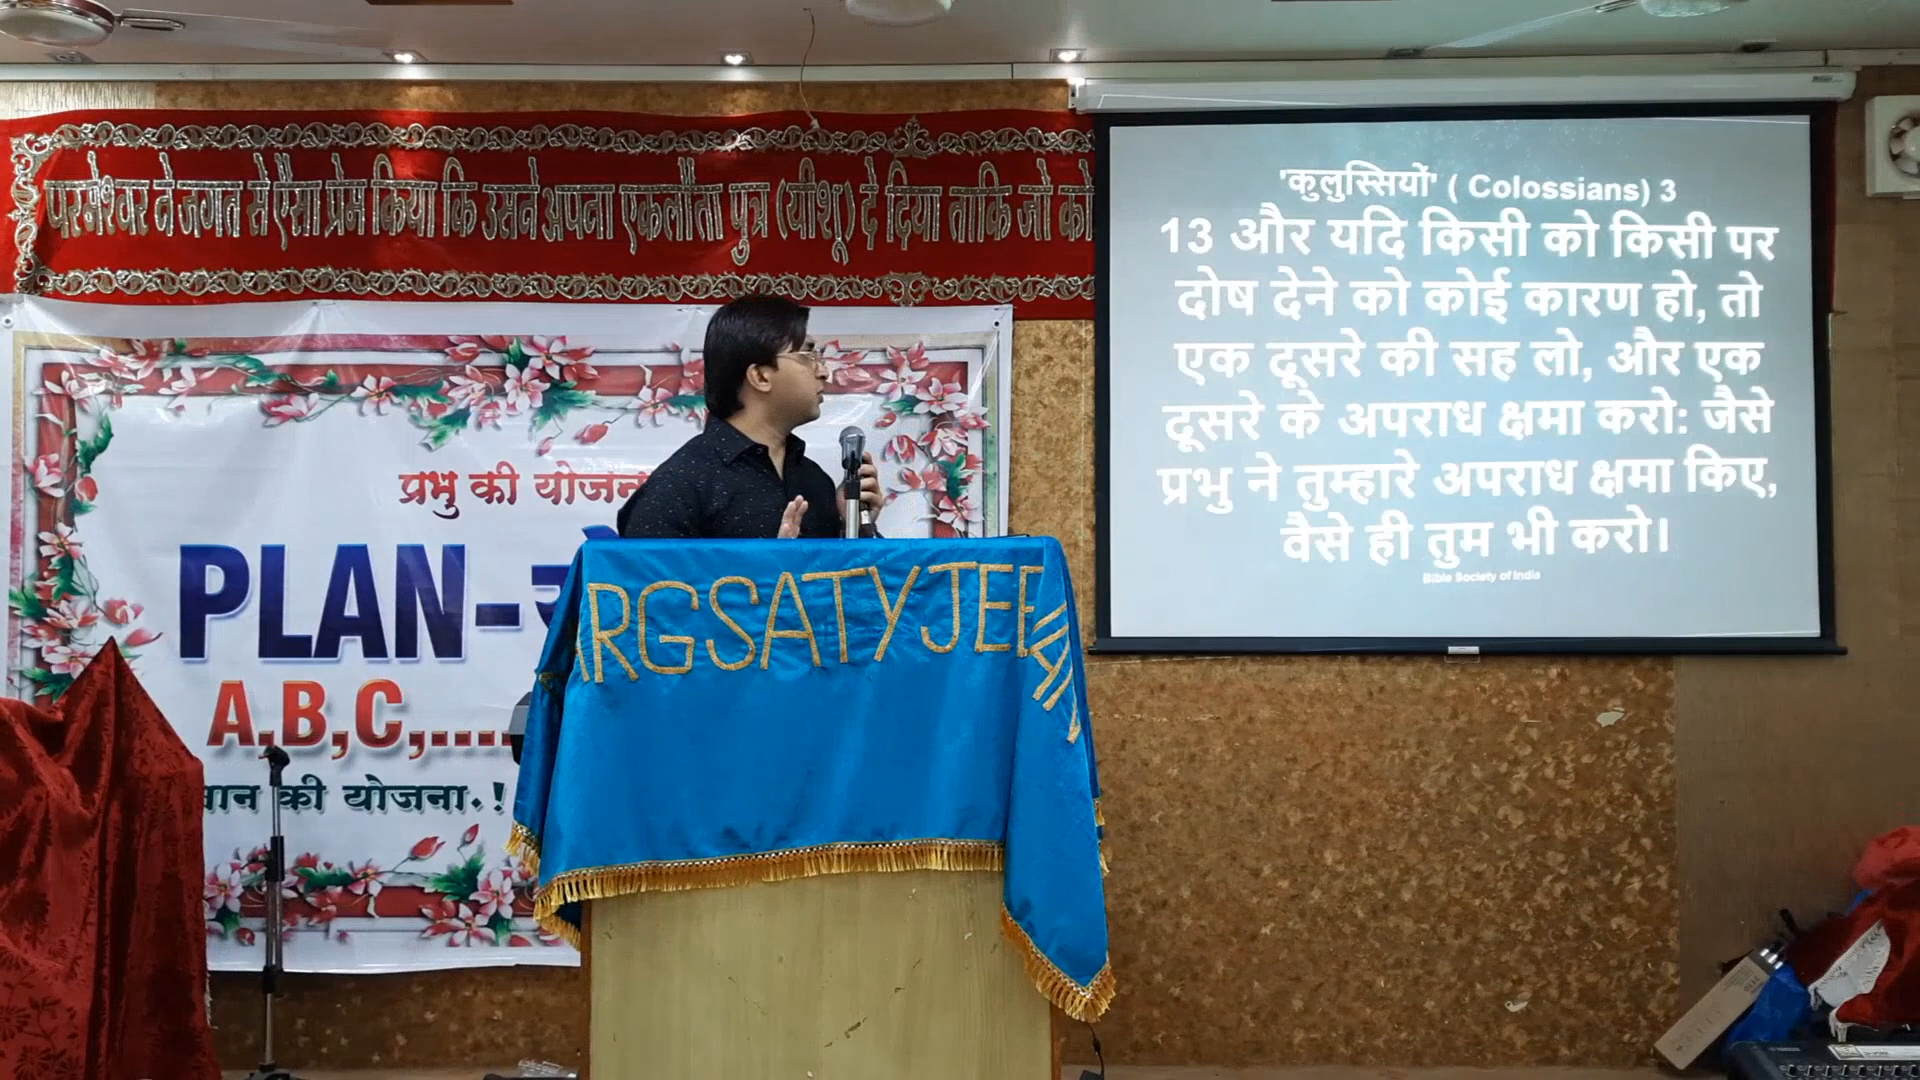 परमेश्वर ने जगत से ऐसा प्रेम किया कि उसने अपना एकलौता पुत्र (यीशू) दे दिया ताकि जो को
'कुलुस्सियों' ( Colossians) 3
13 और यदि किसी को किसी पर
दोष देने को कोई कारण हो, तो
एक दूसरे की सह लो, और एक
दूसरे के अपराध क्षमा करो: जैसे
प्रभु ने तुम्हारे अपराध क्षमा किए,
वैसे ही तुम भी करो।
Bible Society of India
प्रभु की योजना
PLAN-
A,B,C,....
की योजना.!
RGSATYJEE